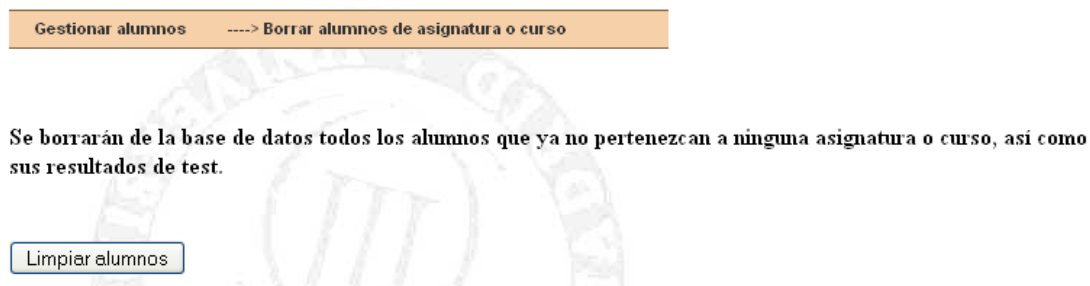 Gestionar alumnos ----> Borrar alumnos de asignatura o curso
Se borrarán de la base de datos todos los alumnos que ya no pertenezcan a ninguna asignatura o curso, así como
sus resultados de test.
Limpiar alumnos